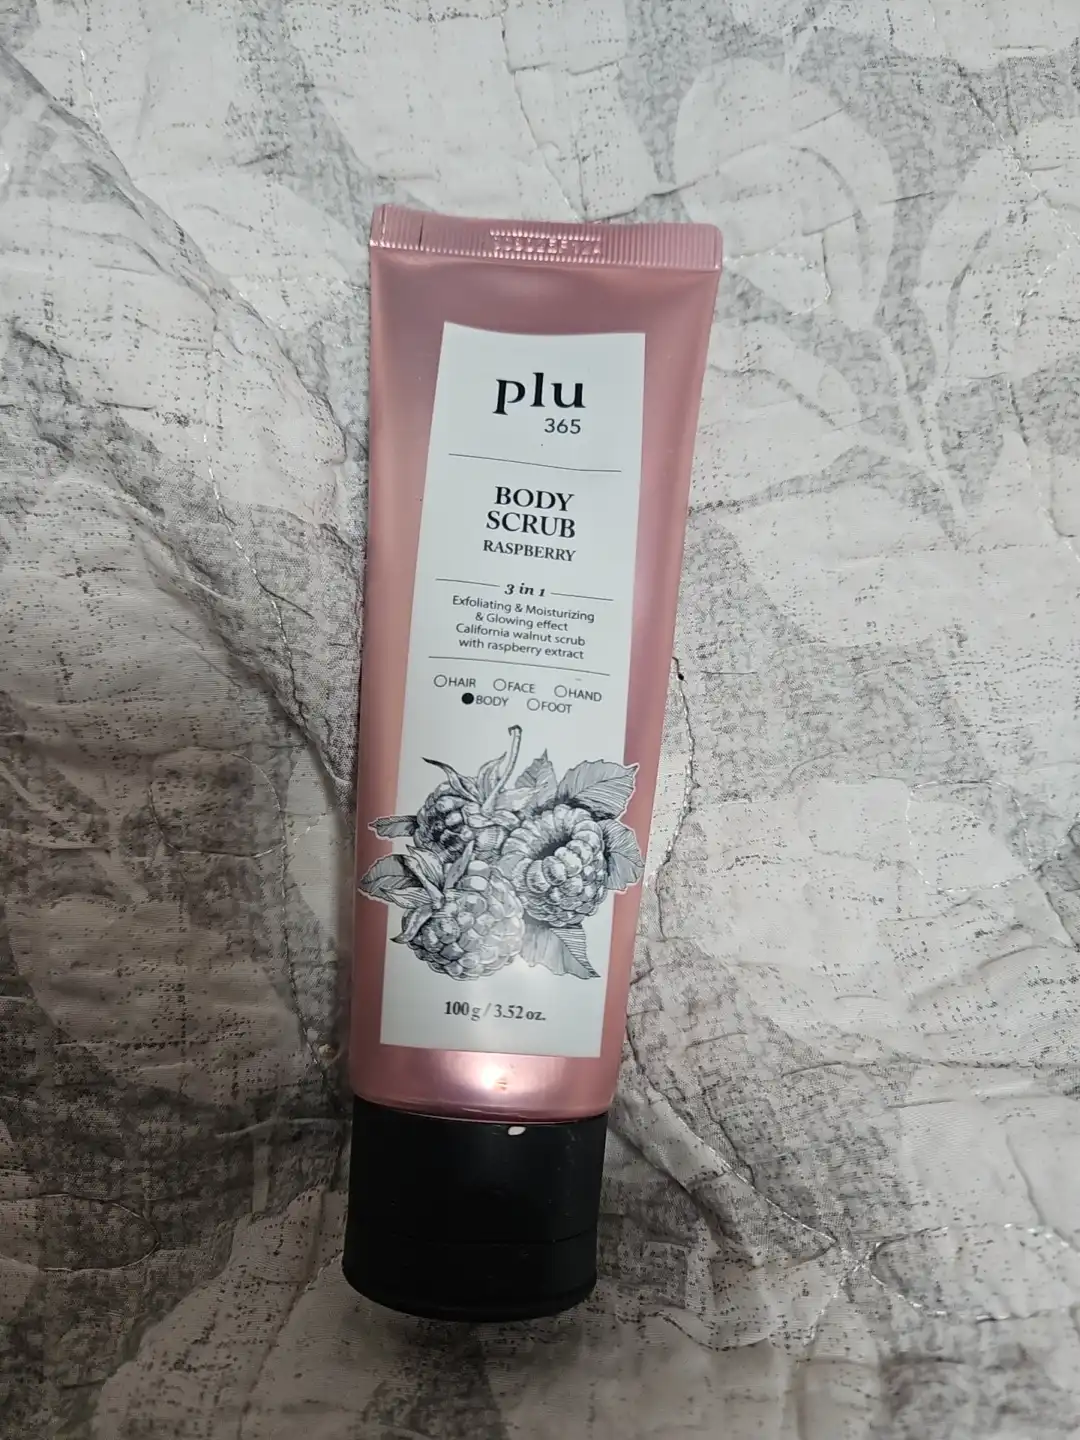 plu
365
BODY
SCRUB
RASPBERRY
3 in 1
Exfoliating & Moisturizing
& Glowing effect
California walnut scrub
with raspberry extract
HAIR FACE HAND
BODY FOOT
100g / 3.52 oz.